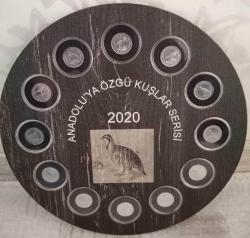 ANADOLU'YA ÖZGÜ KUŞLAR SERİSİ
2020